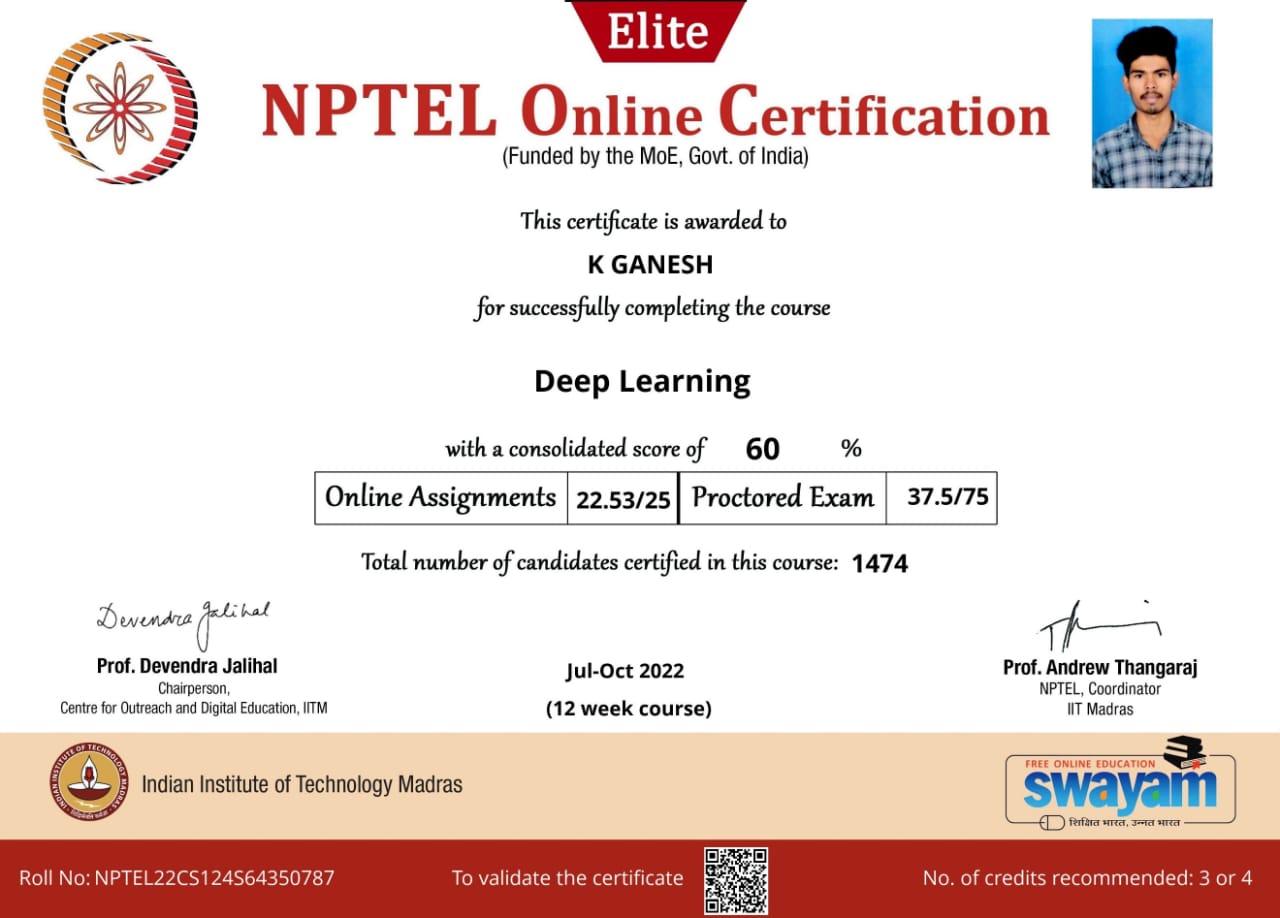 Elite
NPTEL Online Certification
(Funded by the MoE, Govt. of India)
This certificate is awarded to
K GANESH
for successfully completing the course
Deep Learning
with a consolidated score of 60 %
Online Assignments 22.53/25 Proctored Exam 37.5/75
Total number of candidates certified in this course: 1474
Devendra Jalihal
Prof. Devendra Jalihal
Chairperson,
Centre for Outreach and Digital Education, IITM
Jul-Oct 2022
(12 week course)
Prof. Andrew Thangaraj
NPTEL, Coordinator
IIT Madras
INDIAN INSTITUTE OF TECHNOLOGY MADRAS
Indian Institute of Technology Madras
FREE ONLINE EDUCATION
swayam
शिक्षित भारत, उन्नत भारत
Roll No: NPTEL22CS124S64350787
To validate the certificate
No. of credits recommended: 3 or 4